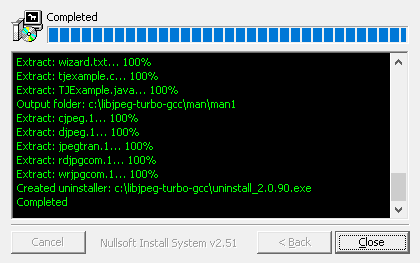 Completed
Extract: wizard.txt... 100%
Extract: tjexample.c... 100%
Extract: TJExample.java... 100%
Output folder: c:\libjpeg-turbo-gcc\man\man1
Extract: cjpeg.1... 100%
Extract: djpeg.1... 100%
Extract: jpegtran.1... 100%
Extract: rdjpgcom.1... 100%
Extract: wrjpgcom.1... 100%
Created uninstaller: c:\libjpeg-turbo-gcc\uninstall_2.0.90.exe
Completed
Cancel
Nullsoft Install System v2.51
< Back
Close